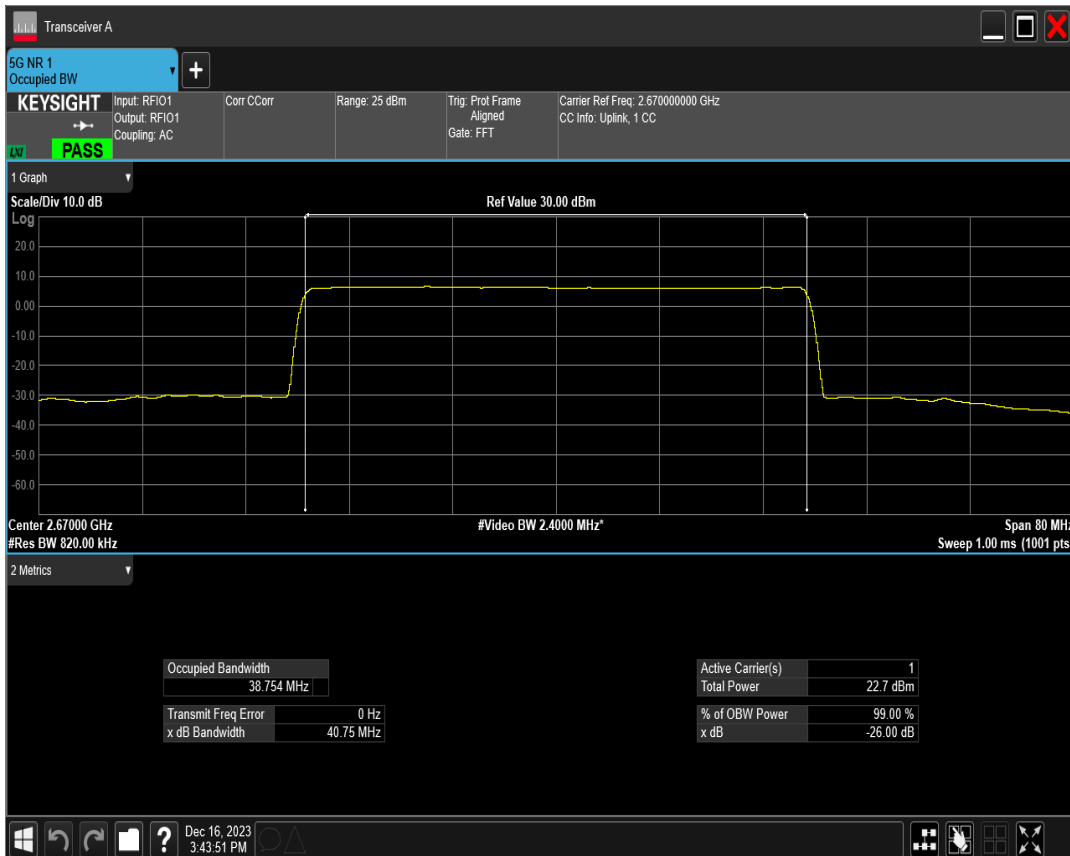 Transceiver A
5G NR 1
Occupied BW
+
KEYSIGHT
LXI
PASS
Input: RFIO1
Output: RFIO1
Coupling: AC
Corr CCorr
Range: 25 dBm
Trig: Prot Frame
Aligned
Gate: FFT
Carrier Ref Freq: 2.670000000 GHz
CC Info: Uplink, 1 CC
1 Graph
Scale/Div 10.0 dB
Ref Value 30.00 dBm
Log
20.0
10.0
0.00
-10.0
-20.0
-30.0
-40.0
-50.0
-60.0
Center 2.67000 GHz
#Video BW 2.4000 MHz*
Span 80 MHz
#Res BW 820.00 kHz
Sweep 1.00 ms (1001 pts
2 Metrics
Occupied Bandwidth
38.754 MHz
Transmit Freq Error 0 Hz
x dB Bandwidth 40.75 MHz
Active Carrier(s) 1
Total Power 22.7 dBm
% of OBW Power 99.00 %
x dB -26.00 dB
?
Dec 16, 2023
3:43:51 PM